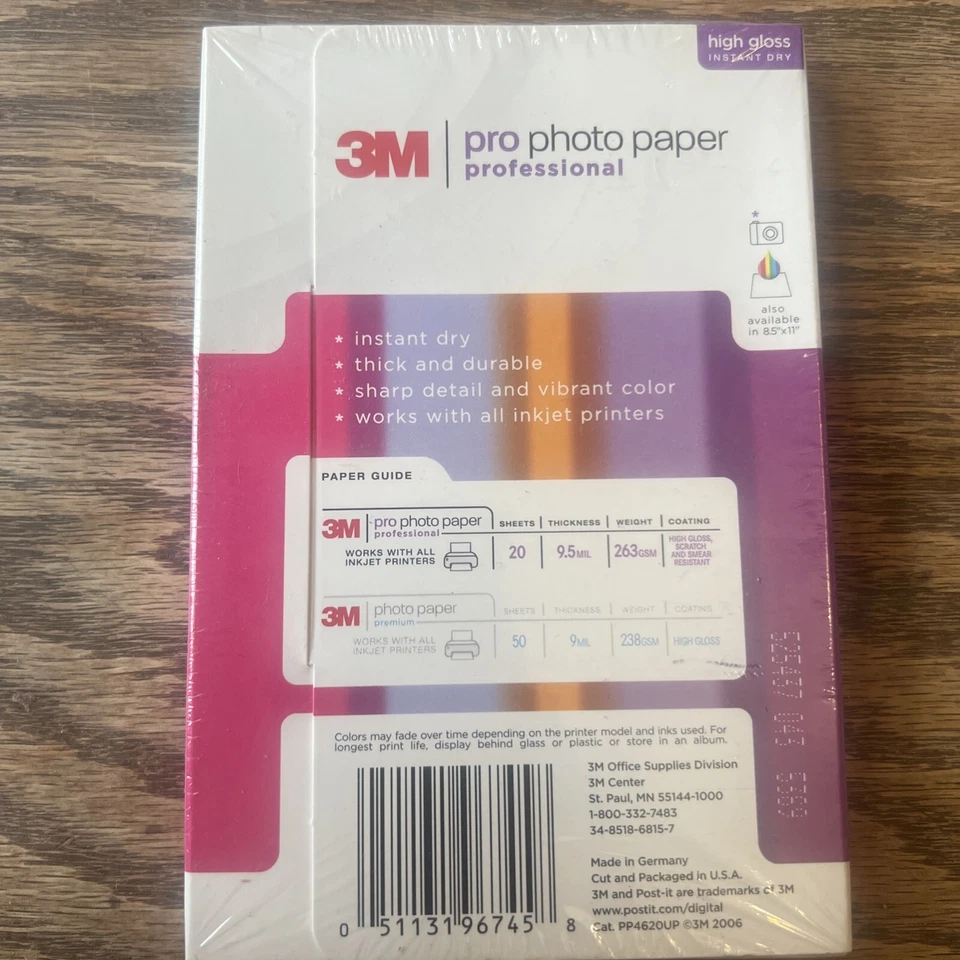 high gloss
INSTANT DRY
3M pro photo paper
professional
*
also
available
in 8.5"x11"
* instant dry
* thick and durable
* sharp detail and vibrant color
* works with all inkjet printers
PAPER GUIDE
3M pro photo paper
professional
SHEETS THICKNESS WEIGHT COATING
WORKS WITH ALL
INKJET PRINTERS
20 9.5MIL 263GSM
HIGH GLOSS,
SCRATCH
AND SMEAR
RESISTANT
3M photo paper
premium
SHEETS THICKNESS WEIGHT COATING
WORKS WITH ALL
INKJET PRINTERS
50 9MIL 238GSM HIGH GLOSS
Colors may fade over time depending on the printer model and inks used. For
longest print life, display behind glass or plastic or store in an album.
3M Office Supplies Division
3M Center
St. Paul, MN 55144-1000
1-800-332-7483
34-8518-6815-7
Made in Germany
Cut and Packaged in U.S.A.
3M and Post-it are trademarks of 3M
www.postit.com/digital
Cat. PP4620UP ©3M 2006
0 51131 96745 8